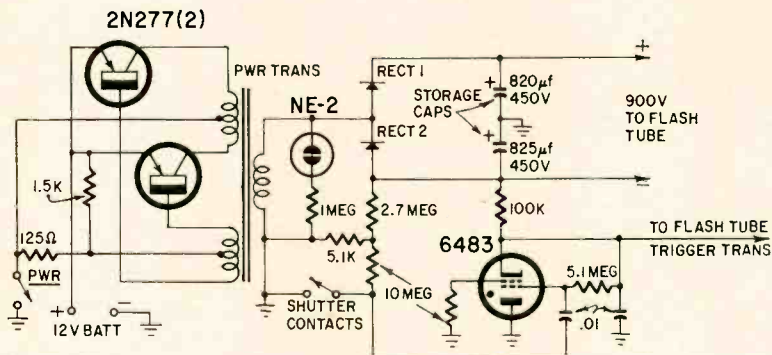 2N277(2)
PWR TRANS
NE-2
RECT 1
RECT 2
STORAGE
CAPS
+
820µf
450V
+
825µf
450V
+
900V
TO FLASH
TUBE
–
1.5K
125Ω
PWR
+
–
12V BATT
1MEG
2.7 MEG
5.1K
SHUTTER
CONTACTS
10 MEG
100K
6483
TO FLASH TUBE
TRIGGER TRANS
5.1MEG
.01